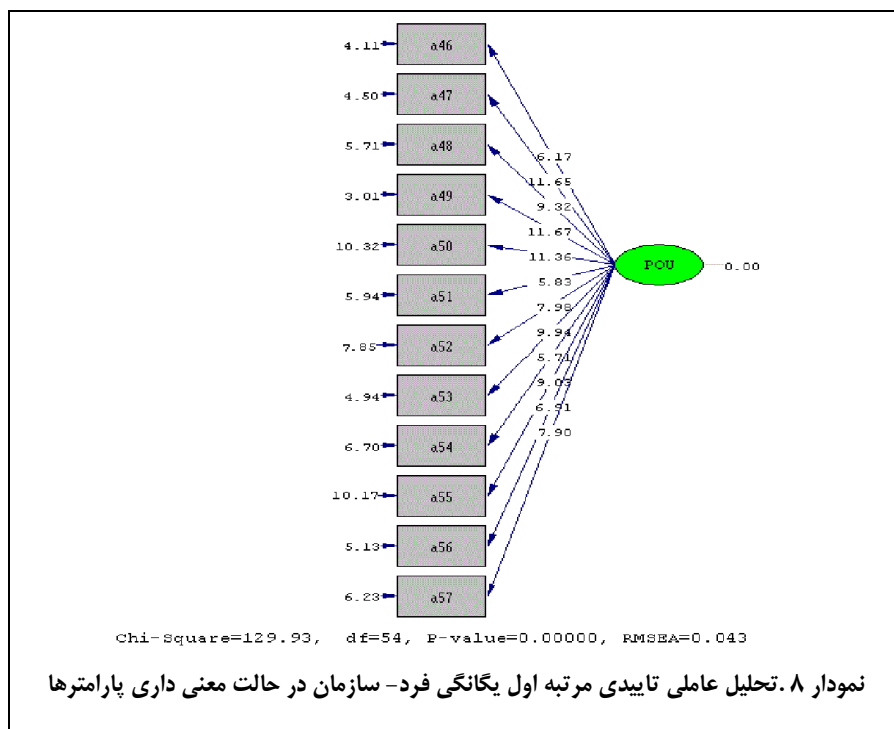 4.11 a46
4.50 a47
5.71 a48
3.01 a49
10.32 a50
5.94 a51
7.85 a52
4.94 a53
6.70 a54
10.17 a55
5.13 a56
6.23 a57
6.17
11.65
9.32
11.67
11.36
5.83
7.98
9.94
5.71
9.03
6.91
7.90
POU 0.00
Chi-Square=129.93, df=54, P-value=0.00000, RMSEA=0.043
نمودار ۸ .تحلیل عاملی تاییدی مرتبه اول یگانگی فرد- سازمان در حالت معنی داری پارامترها